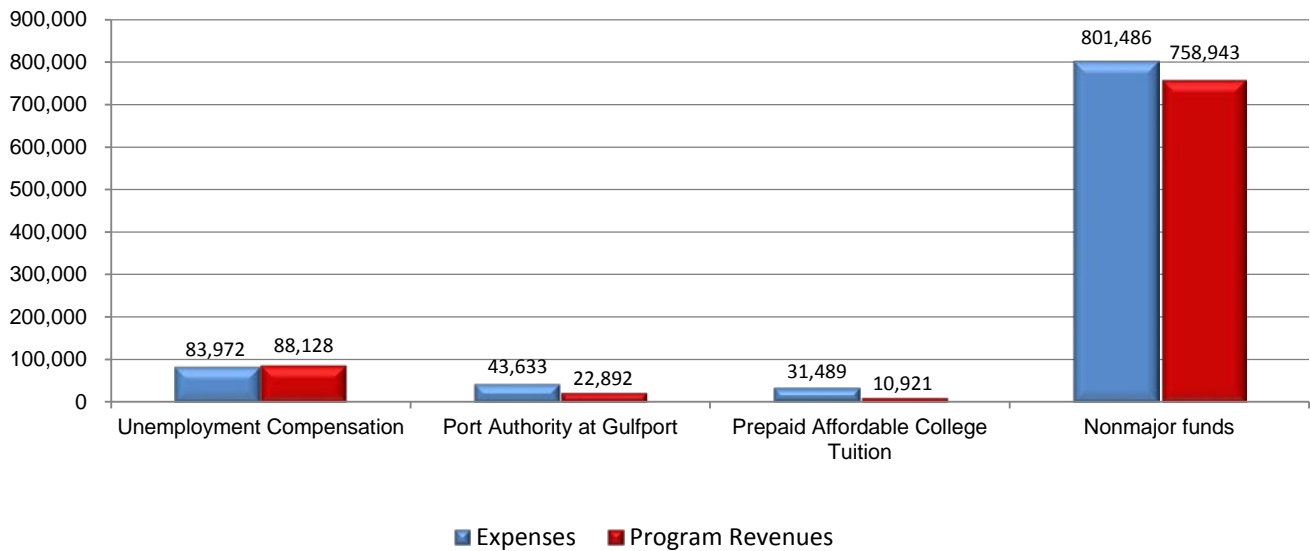 900,000
800,000
700,000
600,000
500,000
400,000
300,000
200,000
100,000
0
83,972
88,128
43,633
22,892
31,489
10,921
801,486
758,943
Unemployment Compensation
Port Authority at Gulfport
Prepaid Affordable College
Tuition
Nonmajor funds
Expenses
Program Revenues